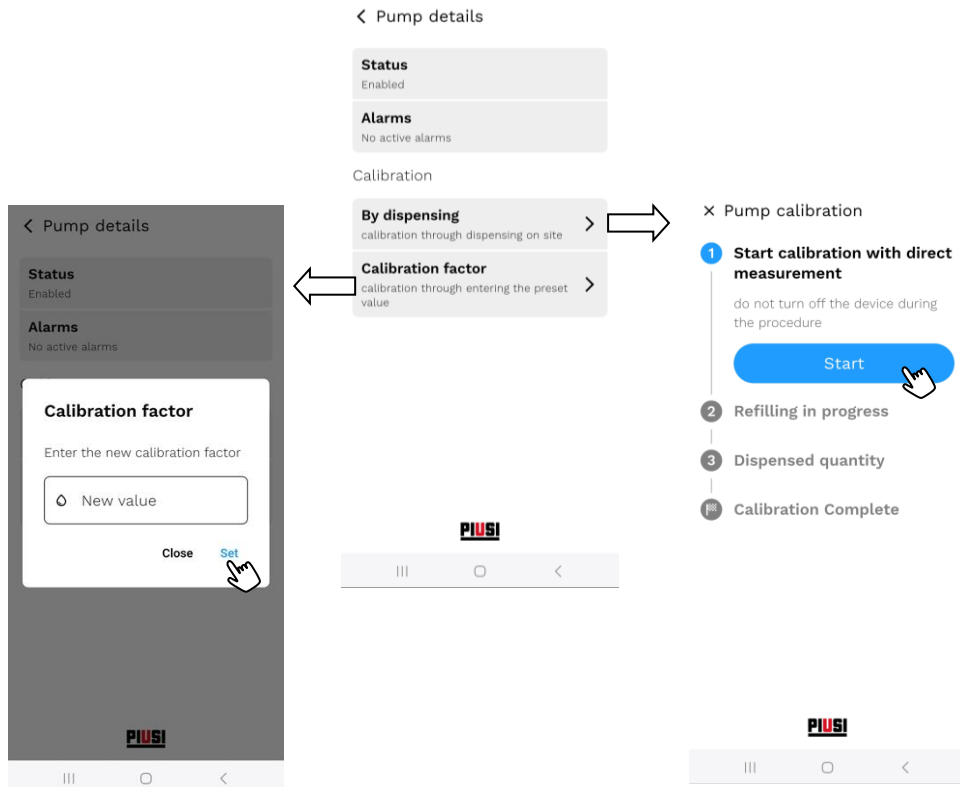 Pump details
Status
Enabled
Alarms
No active alarms
Calibration
By dispensing
calibration through dispensing on site
Calibration factor
calibration through entering the preset
value
PIUSI
Pump details
Status
Enabled
Alarms
No active alarms
Calibration factor
Enter the new calibration factor
New value
Close
Set
PIUSI
Pump calibration
1
Start calibration with direct
measurement
do not turn off the device during
the procedure
Start
2
Refilling in progress
3
Dispensed quantity
Calibration Complete
PIUSI